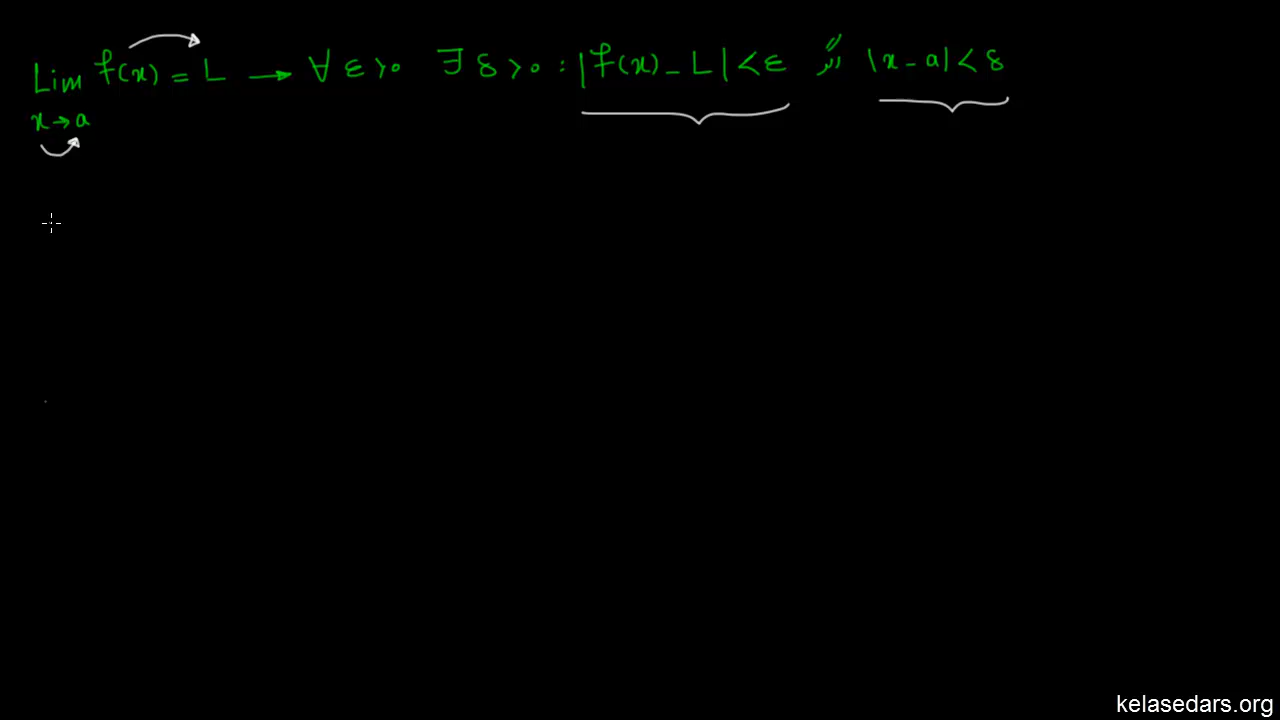 Lim f(x) = L → ∀ ε > 0 ∃ δ > 0 : |f(x) - L| < ε اگر |x - a| < δ
x → a
kelasedars.org